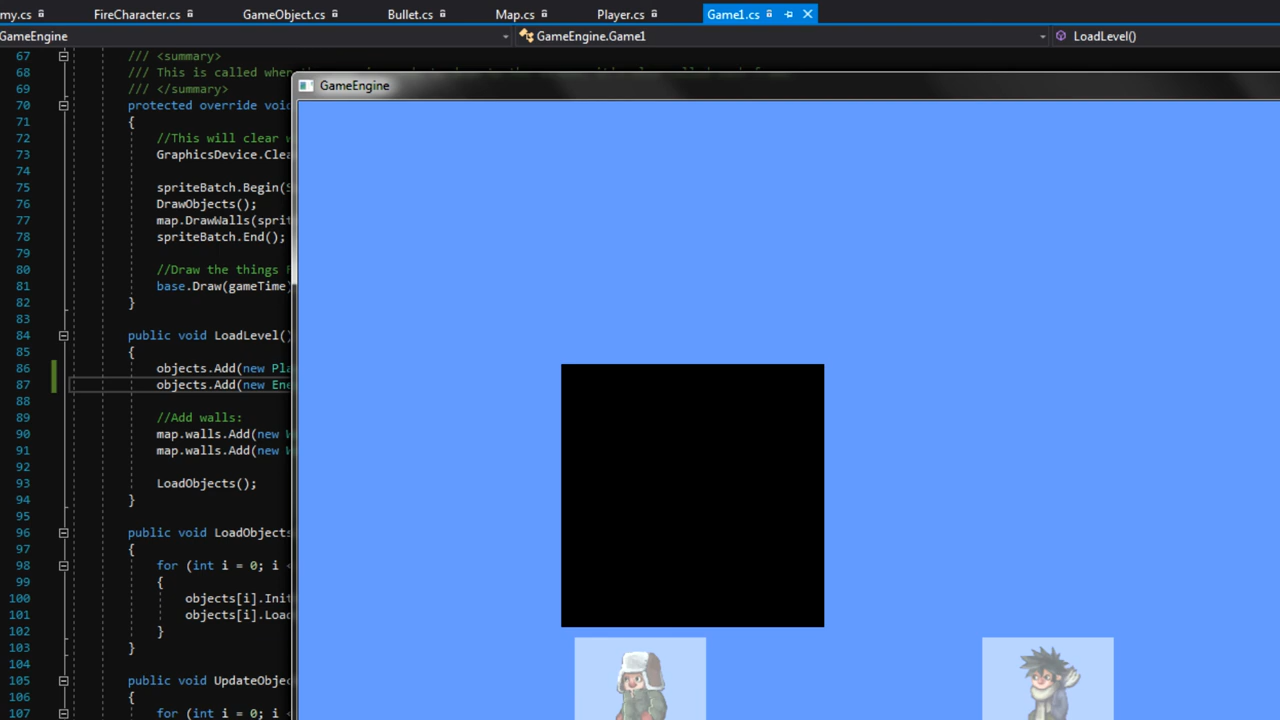 my.cs FireCharacter.cs GameObject.cs Bullet.cs Map.cs Player.cs Game1.cs
GameEngine GameEngine.Game1 LoadLevel()
67 /// <summary>
68 /// This is called when
69 /// </summary>
GameEngine
70 protected override voi
71 {
72 //This will clear
73 GraphicsDevice.Clea
74
75 spriteBatch.Begin(S
76 DrawObjects();
77 map.DrawWalls(sprit
78 spriteBatch.End();
79
80 //Draw the things
81 base.Draw(gameTime)
82 }
83
84 public void LoadLevel()
85 {
86 objects.Add(new Pla
87 objects.Add(new Ene
88
89 //Add walls:
90 map.walls.Add(new W
91 map.walls.Add(new W
92
93 LoadObjects();
94 }
95
96 public void LoadObjects
97 {
98 for (int i = 0; i <
99 {
100 objects[i].Init
101 objects[i].Load
102 }
103 }
104
105 public void UpdateObjec
106 {
107 for (int i = 0; i <